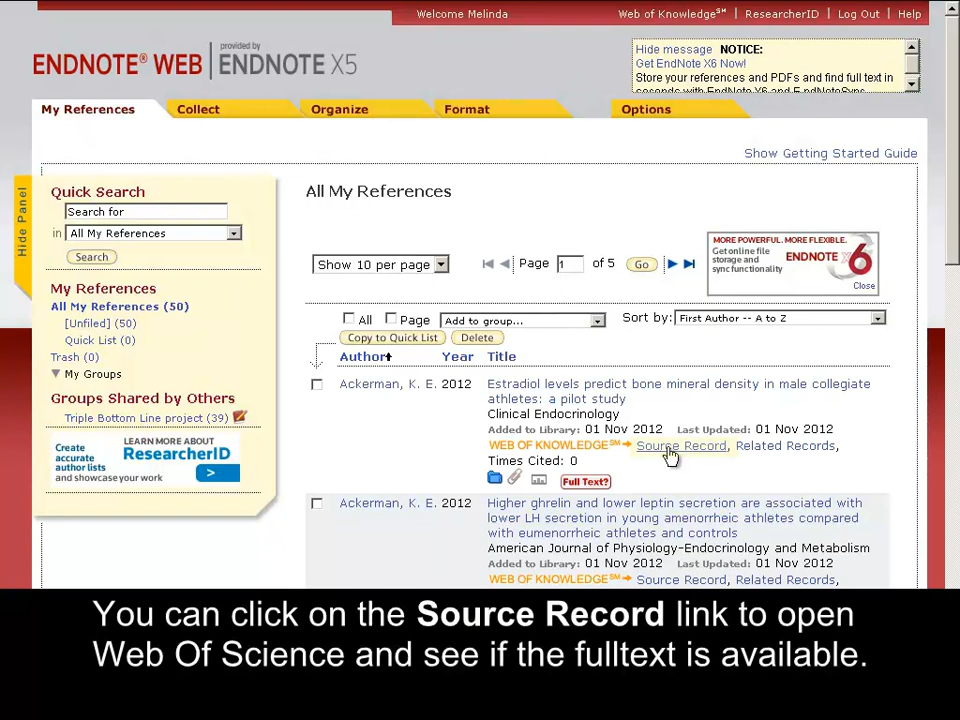 Welcome Melinda
Web of Knowledge℠ | ResearcherID | Log Out | Help
ENDNOTE® WEB | provided by ENDNOTE X5
Hide message NOTICE:
Get EndNote X6 Now!
Store your references and PDFs and find full text in
seconds with EndNote X6 and EndNoteSync
My References Collect Organize Format Options
Show Getting Started Guide
Hide Panel
Quick Search
Search for
in All My References
Search
My References
All My References (50)
[Unfiled] (50)
Quick List (0)
Trash (0)
My Groups
Groups Shared by Others
Triple Bottom Line project (39)
Create
accurate
author lists
and showcase your work
LEARN MORE ABOUT
ResearcherID
>
All My References
Show 10 per page
Page 1 of 5 Go
MORE POWERFUL. MORE FLEXIBLE.
Get online file
storage and
sync functionality
ENDNOTE X6
Close
All Page Add to group...
Sort by: First Author -- A to Z
Copy to Quick List Delete
Author Year Title
Ackerman, K. E. 2012 Estradiol levels predict bone mineral density in male collegiate
athletes: a pilot study
Clinical Endocrinology
Added to Library: 01 Nov 2012 Last Updated: 01 Nov 2012
WEB OF KNOWLEDGE℠ Source Record, Related Records,
Times Cited: 0
Full Text?
Ackerman, K. E. 2012 Higher ghrelin and lower leptin secretion are associated with
lower LH secretion in young amenorrheic athletes compared
with eumenorrheic athletes and controls
American Journal of Physiology-Endocrinology and Metabolism
Added to Library: 01 Nov 2012 Last Updated: 01 Nov 2012
WEB OF KNOWLEDGE℠ Source Record, Related Records,
You can click on the Source Record link to open
Web Of Science and see if the fulltext is available.